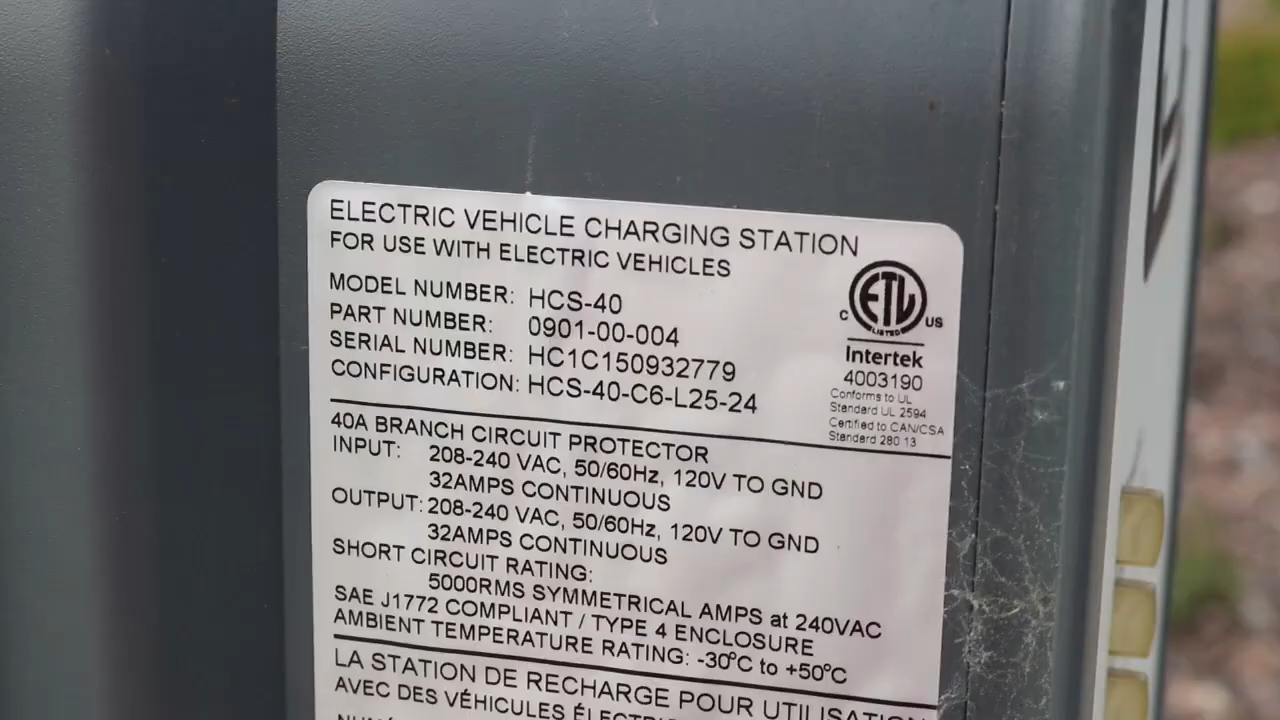 ELECTRIC VEHICLE CHARGING STATION
FOR USE WITH ELECTRIC VEHICLES
MODEL NUMBER: HCS-40
PART NUMBER: 0901-00-004
SERIAL NUMBER: HC1C150932779
CONFIGURATION: HCS-40-C6-L25-24
C ETL US
LISTED
Intertek
4003190
Conforms to UL
Standard UL 2594
Certified to CAN/CSA
Standard 280 13
40A BRANCH CIRCUIT PROTECTOR
INPUT: 208-240 VAC, 50/60Hz, 120V TO GND
32AMPS CONTINUOUS
OUTPUT: 208-240 VAC, 50/60Hz, 120V TO GND
32AMPS CONTINUOUS
SHORT CIRCUIT RATING:
5000RMS SYMMETRICAL AMPS at 240VAC
SAE J1772 COMPLIANT / TYPE 4 ENCLOSURE
AMBIENT TEMPERATURE RATING: -30°C to +50°C
LA STATION DE RECHARGE POUR UTILISATION
AVEC DES VÉHICULES